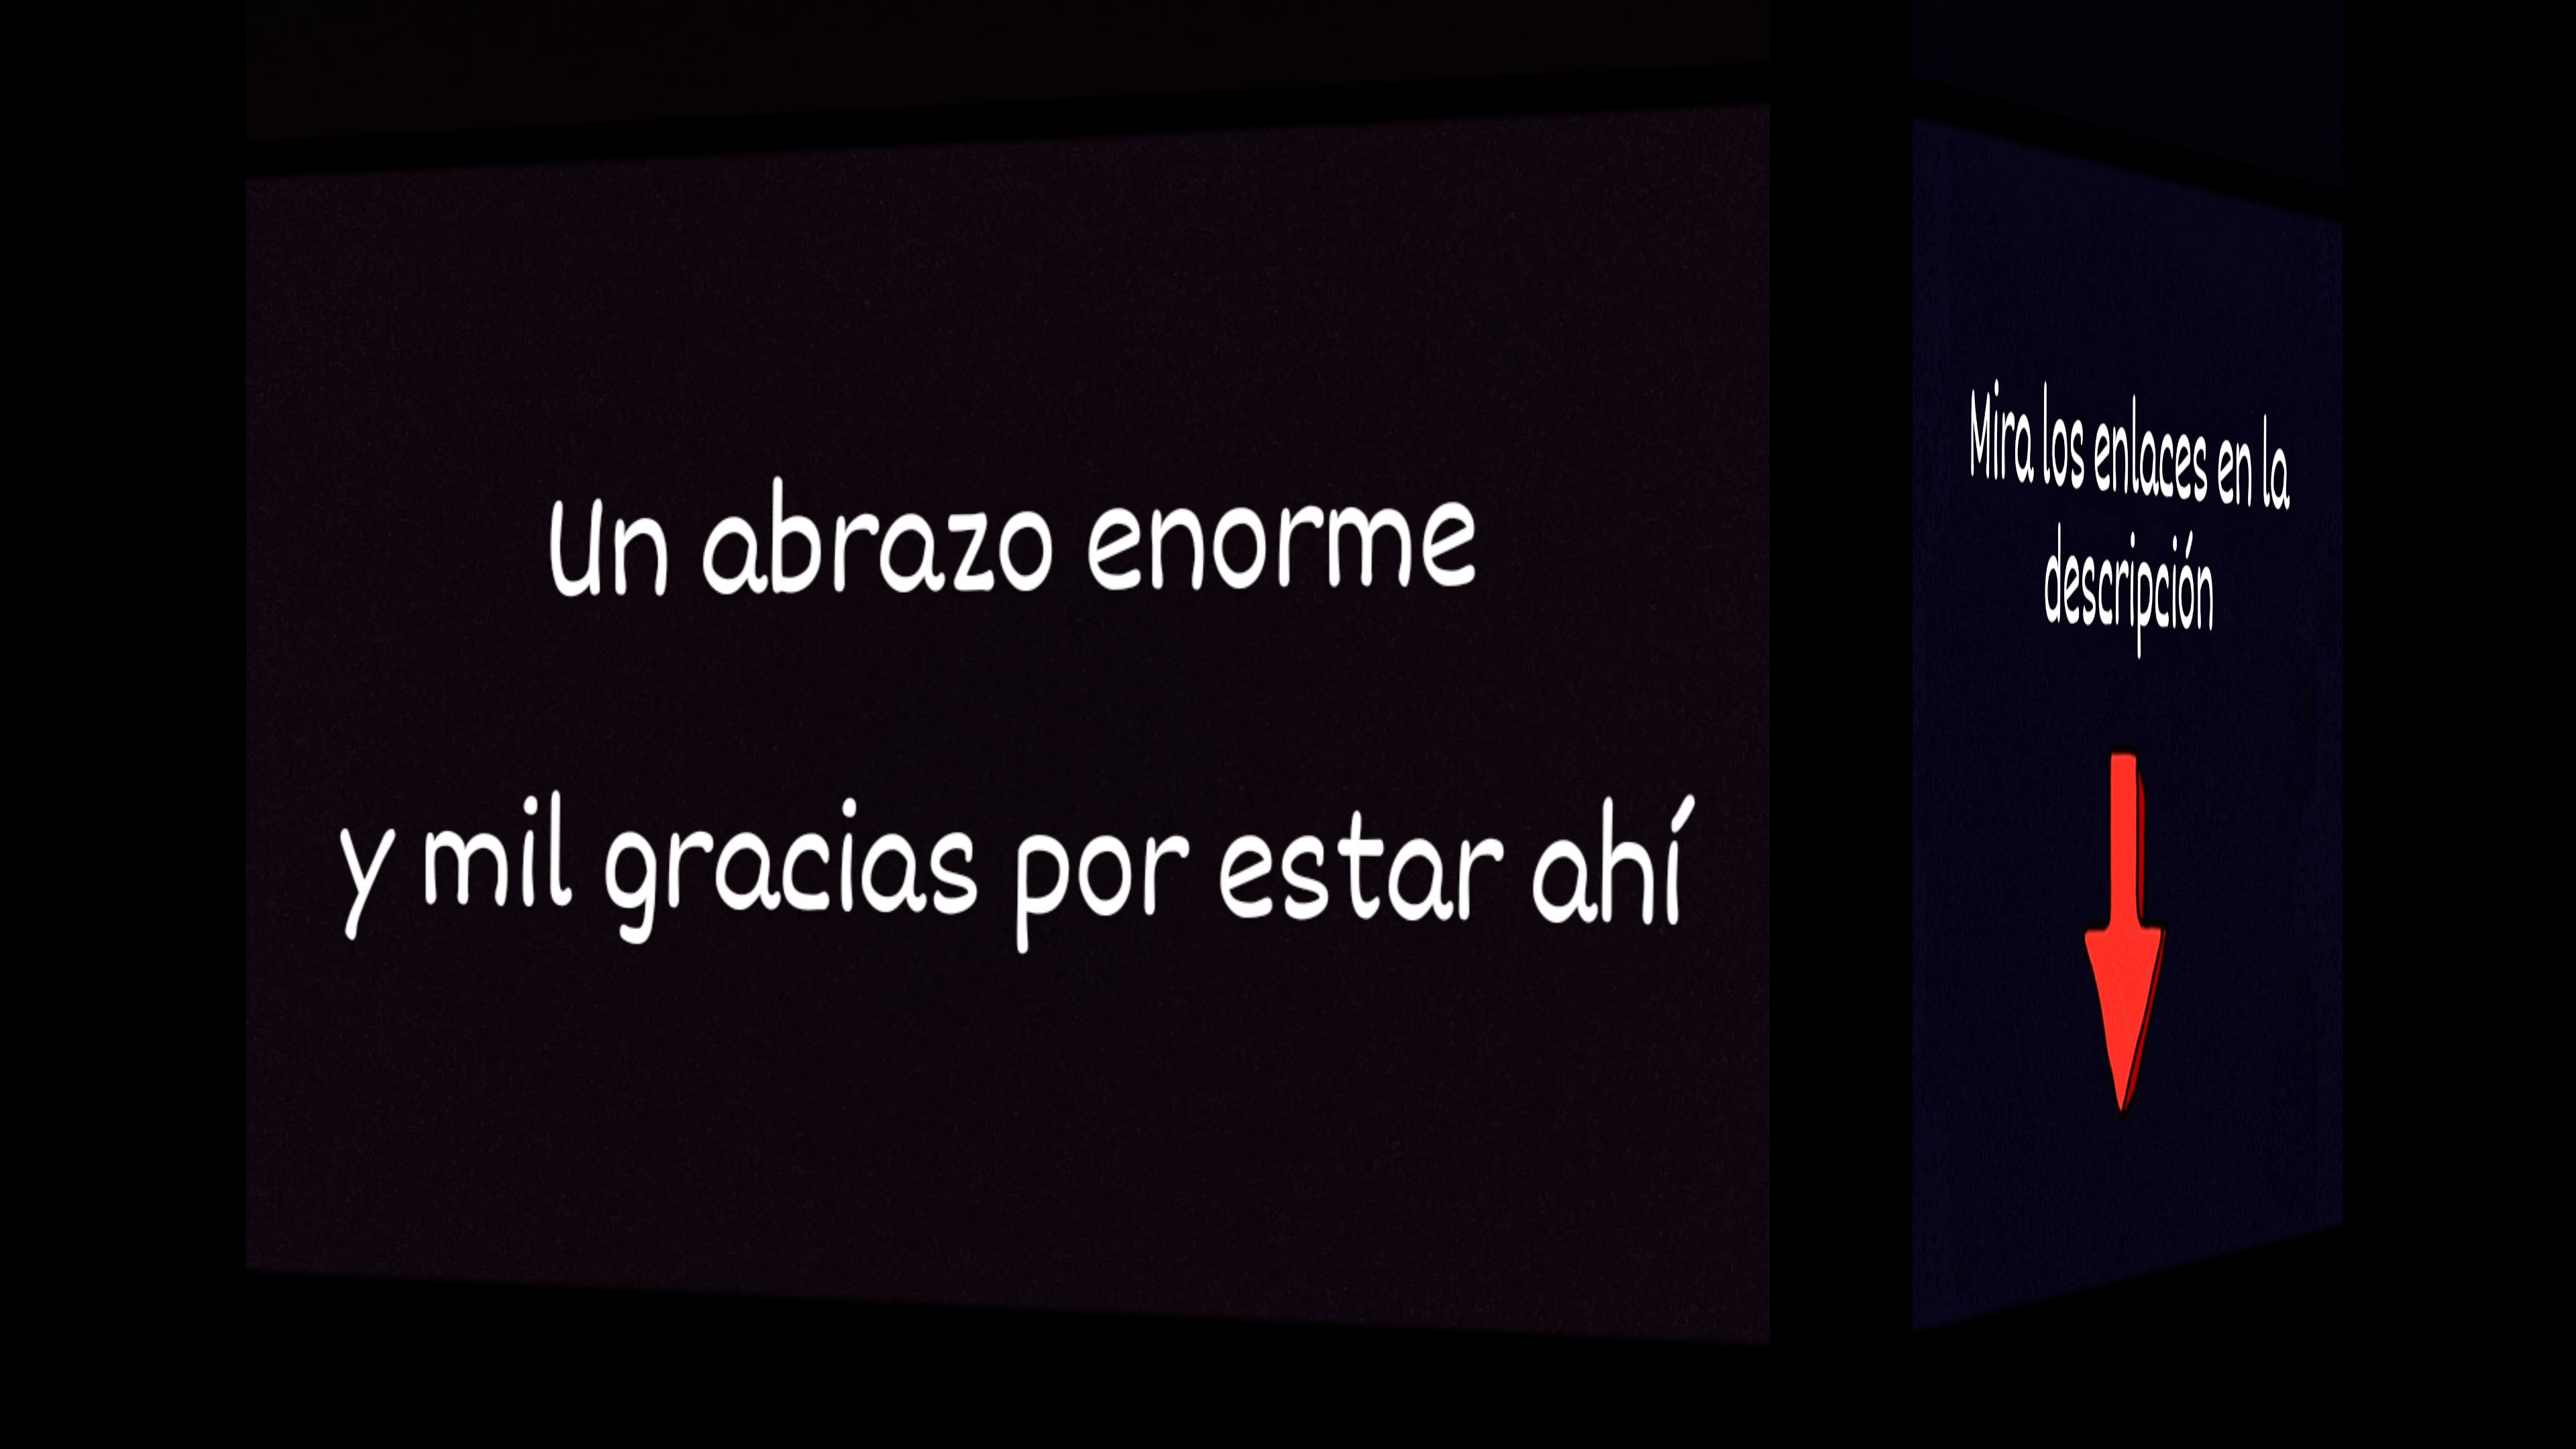 Un abrazo enorme
y mil gracias por estar ahí
Mira los enlaces en la
descripción